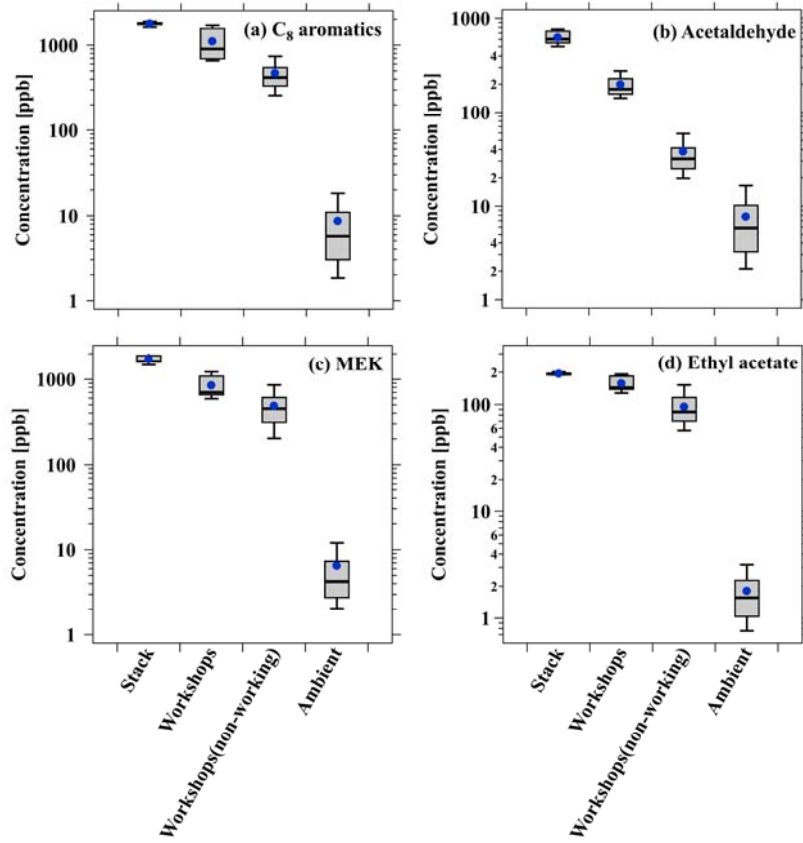 (a) C₈ aromatics
Concentration [ppb]
1000
100
10
1
(b) Acetaldehyde
Concentration [ppb]
1000
4
2
100
4
2
10
4
2
1
(c) MEK
Concentration [ppb]
1000
100
10
1
Stack
Workshops
Workshops(non-working)
Ambient
(d) Ethyl acetate
Concentration [ppb]
2
100
6
4
2
10
6
4
2
1
Stack
Workshops
Workshops(non-working)
Ambient